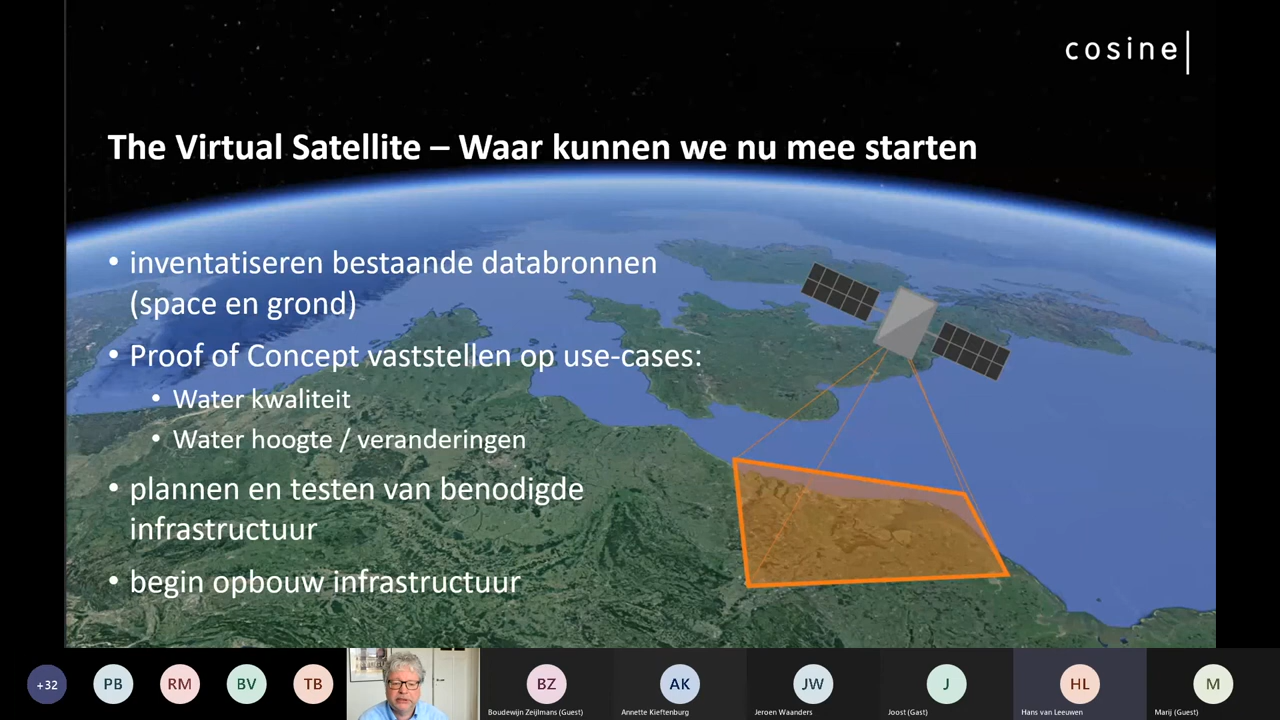 cosine
The Virtual Satellite – Waar kunnen we nu mee starten
• inventatiseren bestaande databronnen
(space en grond)
• Proof of Concept vaststellen op use-cases:
• Water kwaliteit
• Water hoogte / veranderingen
• plannen en testen van benodigde
infrastructuur
• begin opbouw infrastructuur
+32
PB
RM
BV
TB
BZ
AK
JW
J
HL
M
Boudewijn Zeijlmans (Guest)
Annette Kieftenburg
Jeroen Waanders
Joost (Gast)
Hans van Leeuwen
Marij (Guest)